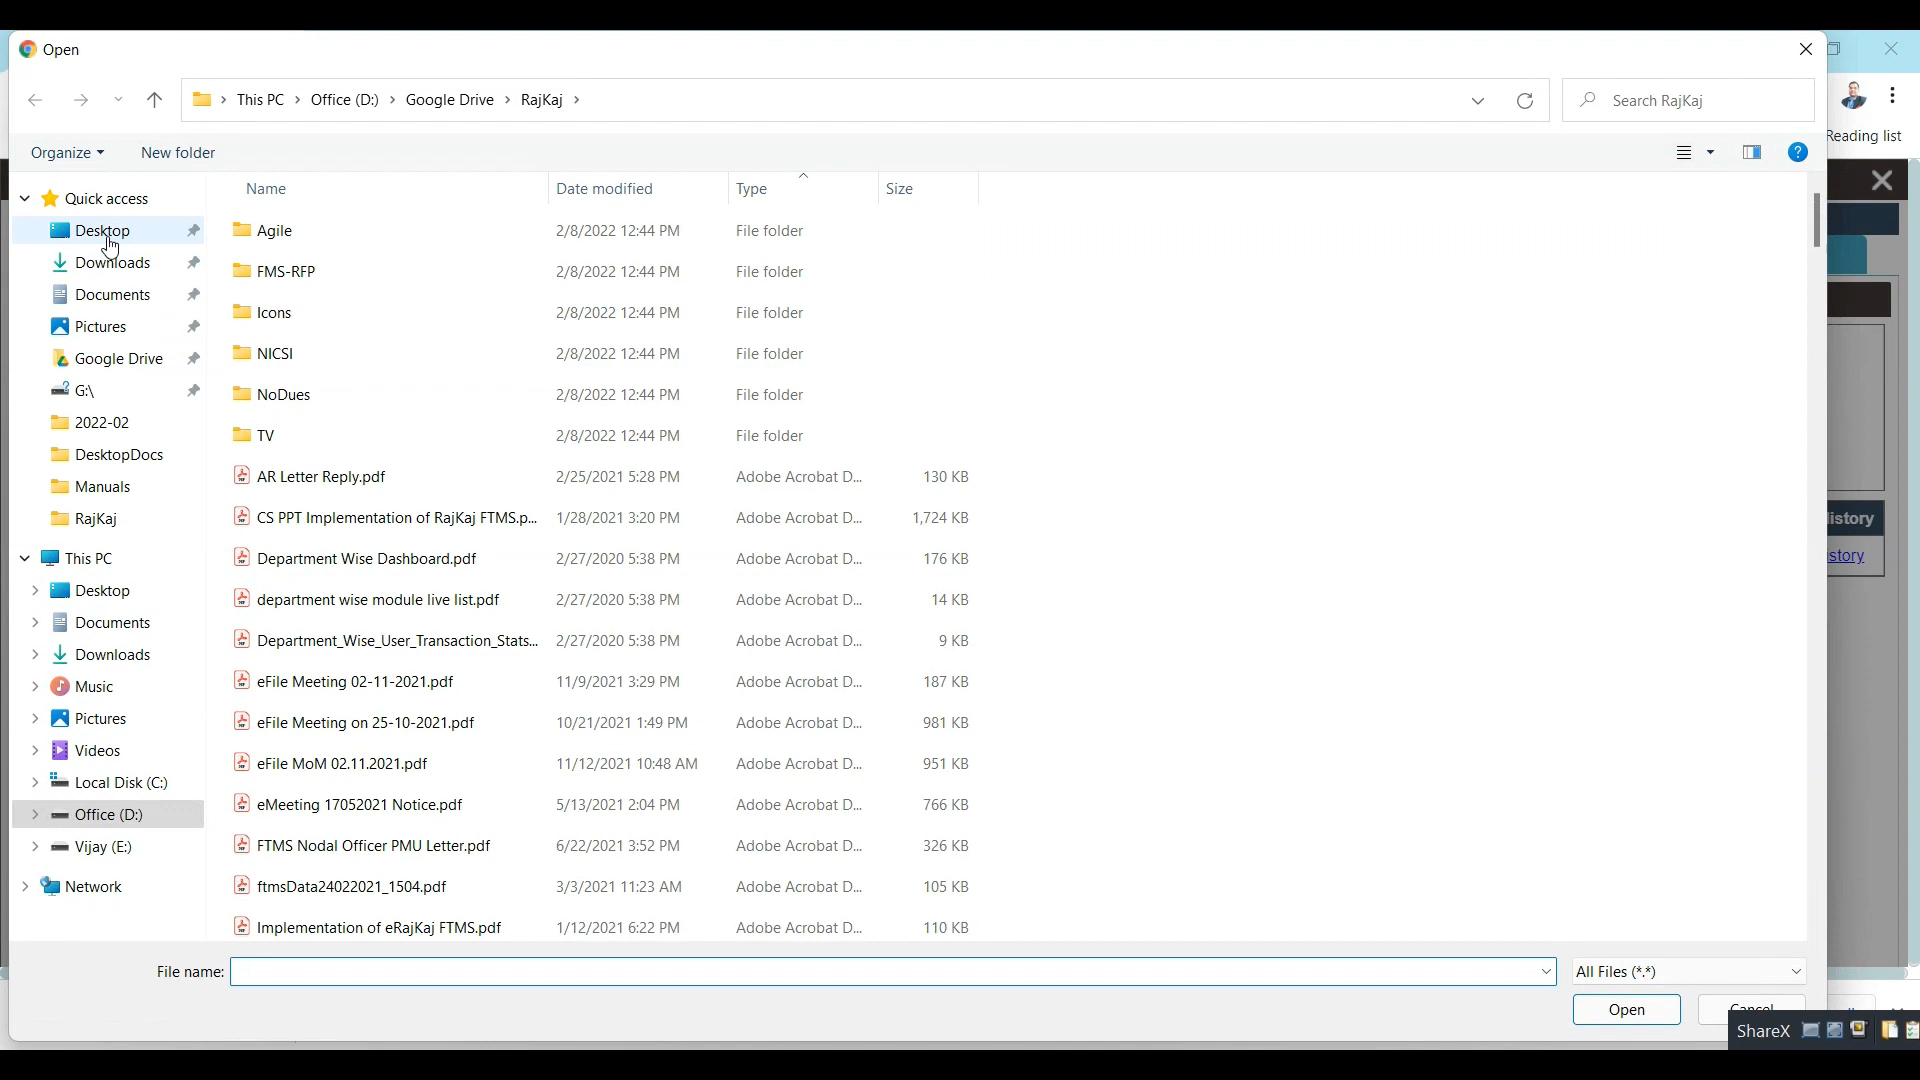 Open
This PC
Office (D:)
Google Drive
RajKaj
Search RajKaj
Reading list
Organize
New folder
Name
Date modified
Type
Size
Quick access
Desktop
Downloads
Documents
Pictures
Google Drive
G:\
2022-02
DesktopDocs
Manuals
RajKaj
This PC
Desktop
Documents
Downloads
Music
Pictures
Videos
Local Disk (C:)
Office (D:)
Vijay (E:)
Network
Agile 2/8/2022 12:44 PM File folder
FMS-RFP 2/8/2022 12:44 PM File folder
Icons 2/8/2022 12:44 PM File folder
NICSI 2/8/2022 12:44 PM File folder
NoDues 2/8/2022 12:44 PM File folder
TV 2/8/2022 12:44 PM File folder
AR Letter Reply.pdf 2/25/2021 5:28 PM Adobe Acrobat D... 130 KB
CS PPT Implementation of RajKaj FTMS.p... 1/28/2021 3:20 PM Adobe Acrobat D... 1,724 KB
Department Wise Dashboard.pdf 2/27/2020 5:38 PM Adobe Acrobat D... 176 KB
department wise module live list.pdf 2/27/2020 5:38 PM Adobe Acrobat D... 14 KB
Department_Wise_User_Transaction_Stats... 2/27/2020 5:38 PM Adobe Acrobat D... 9 KB
eFile Meeting 02-11-2021.pdf 11/9/2021 3:29 PM Adobe Acrobat D... 187 KB
eFile Meeting on 25-10-2021.pdf 10/21/2021 1:49 PM Adobe Acrobat D... 981 KB
eFile MoM 02.11.2021.pdf 11/12/2021 10:48 AM Adobe Acrobat D... 951 KB
eMeeting 17052021 Notice.pdf 5/13/2021 2:04 PM Adobe Acrobat D... 766 KB
FTMS Nodal Officer PMU Letter.pdf 6/22/2021 3:52 PM Adobe Acrobat D... 326 KB
ftmsData24022021_1504.pdf 3/3/2021 11:23 AM Adobe Acrobat D... 105 KB
Implementation of eRajKaj FTMS.pdf 1/12/2021 6:22 PM Adobe Acrobat D... 110 KB
istory
story
File name:
All Files (*.*)
Open
Cancel
ShareX